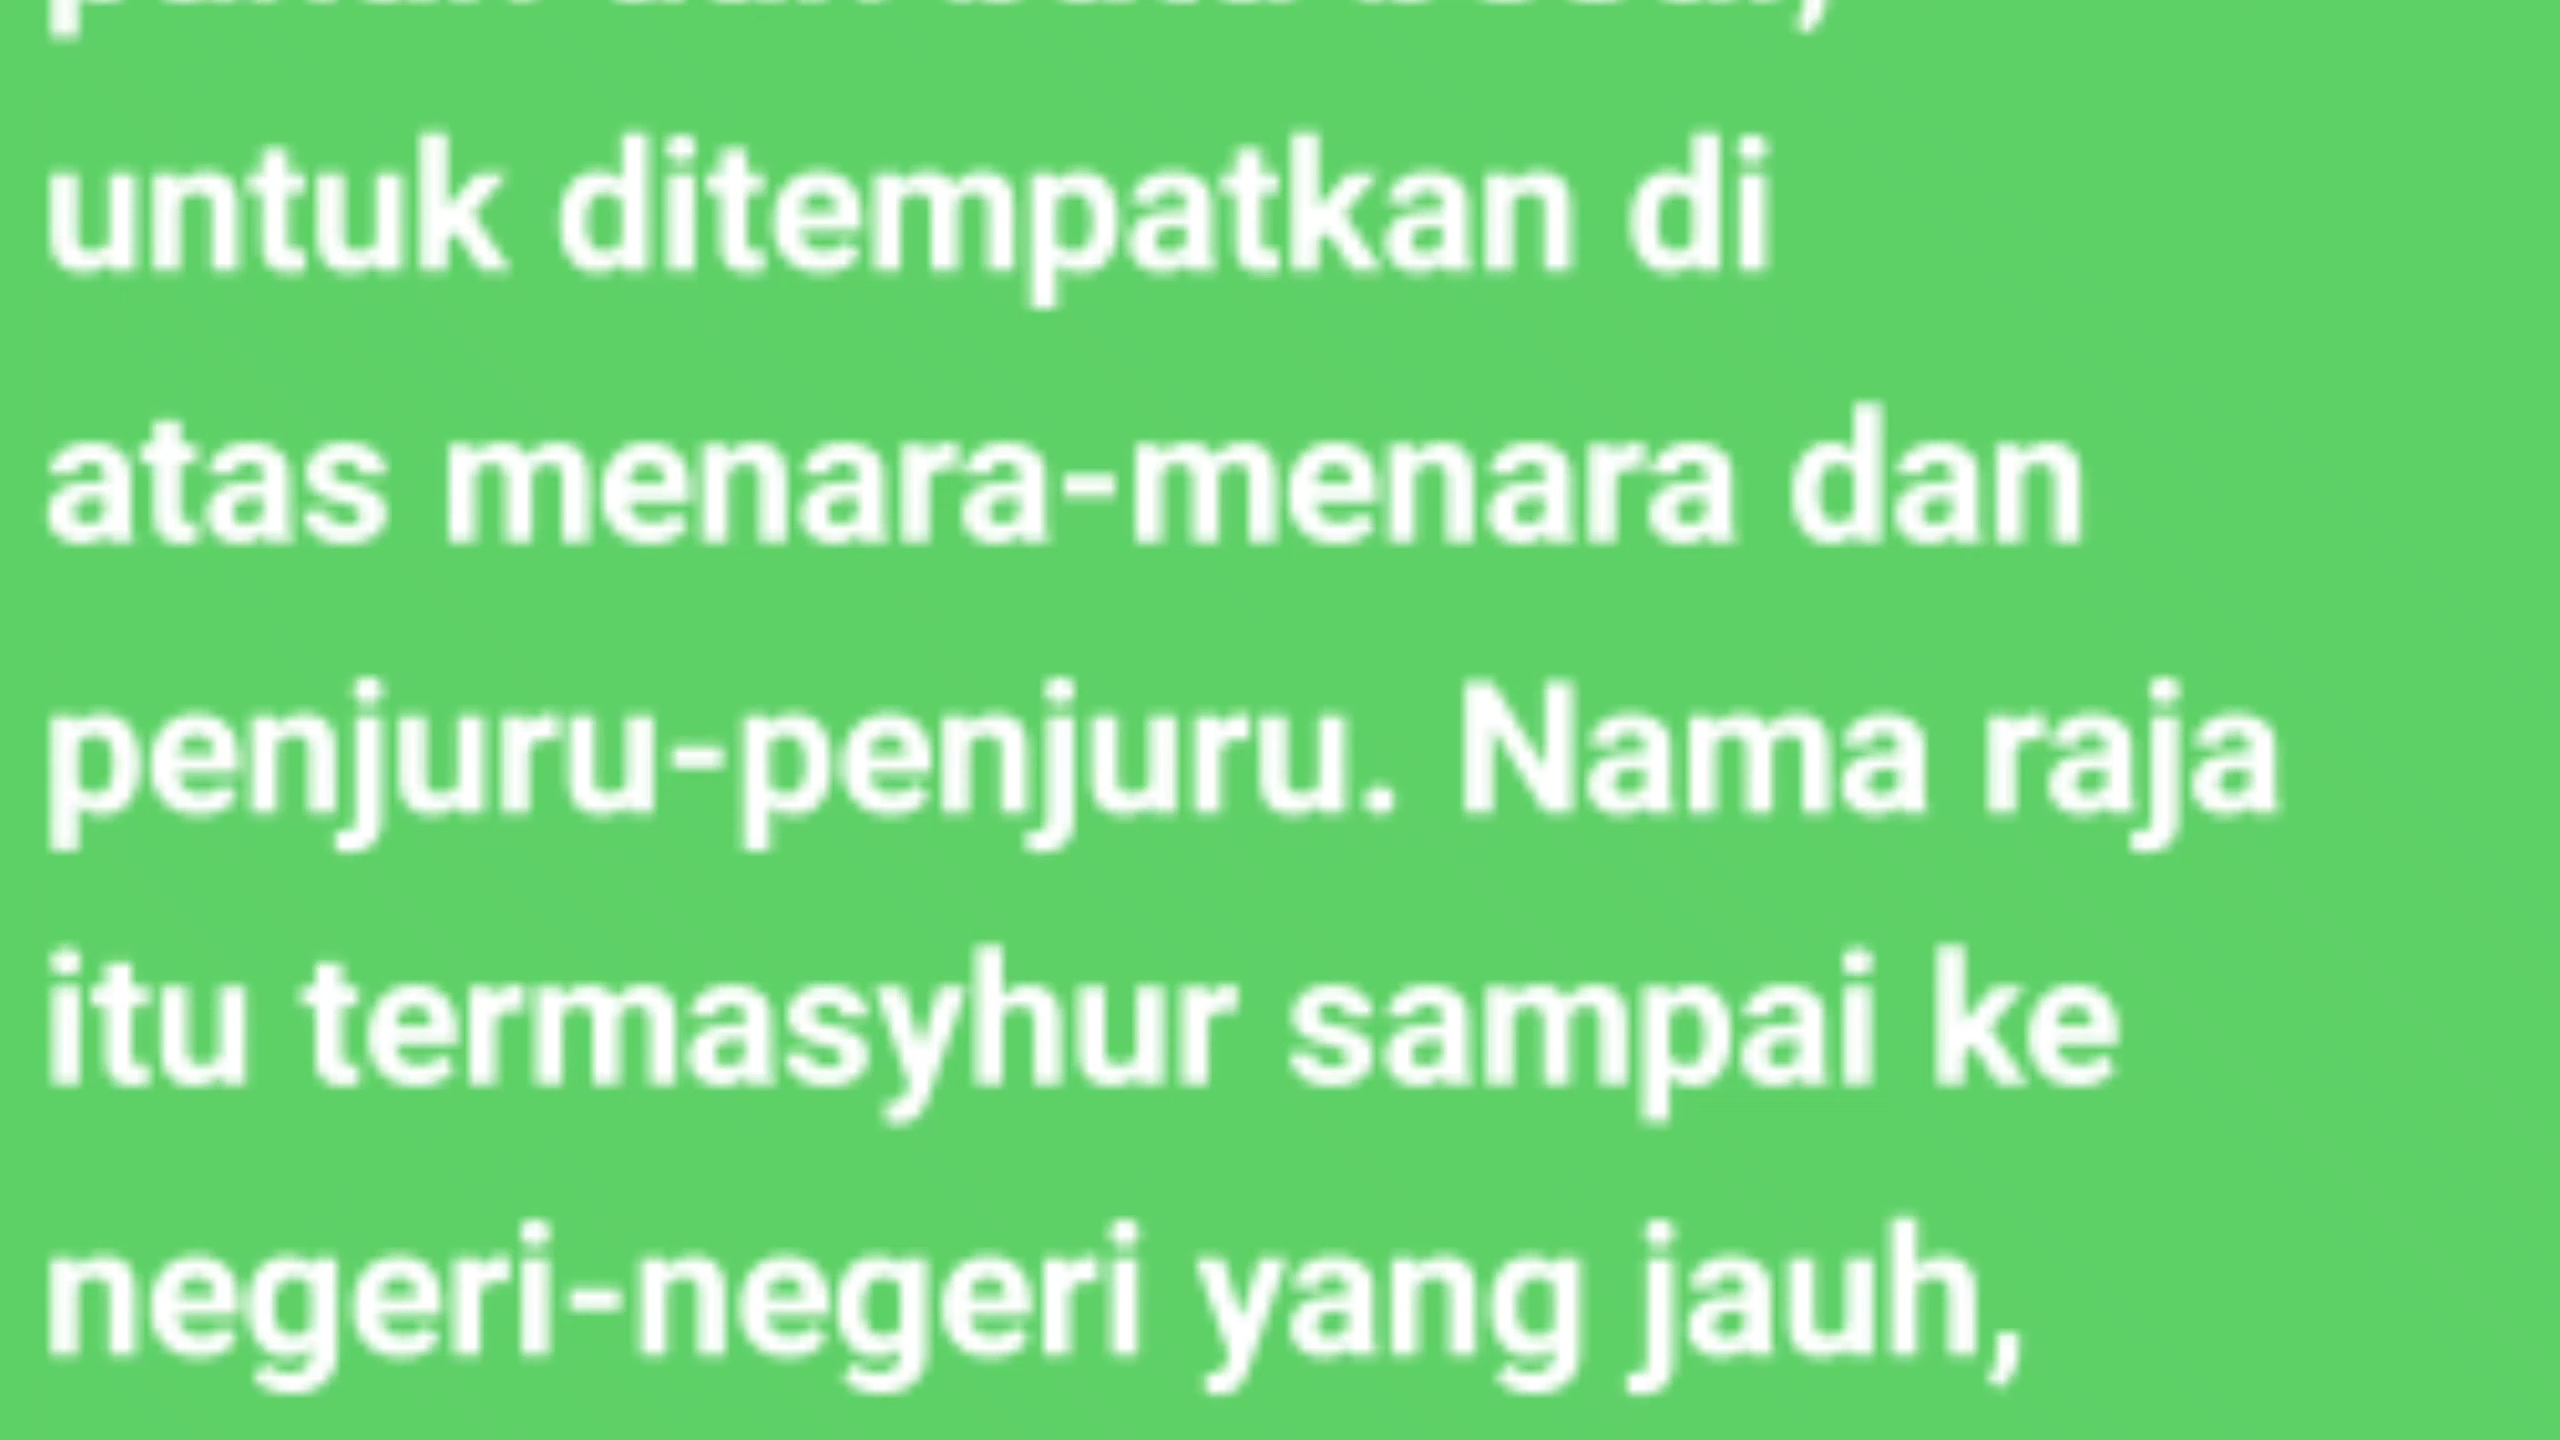 untuk ditempatkan di
atas menara-menara dan
penjuru-penjuru. Nama raja
itu termasyhur sampai ke
negeri-negeri yang jauh,